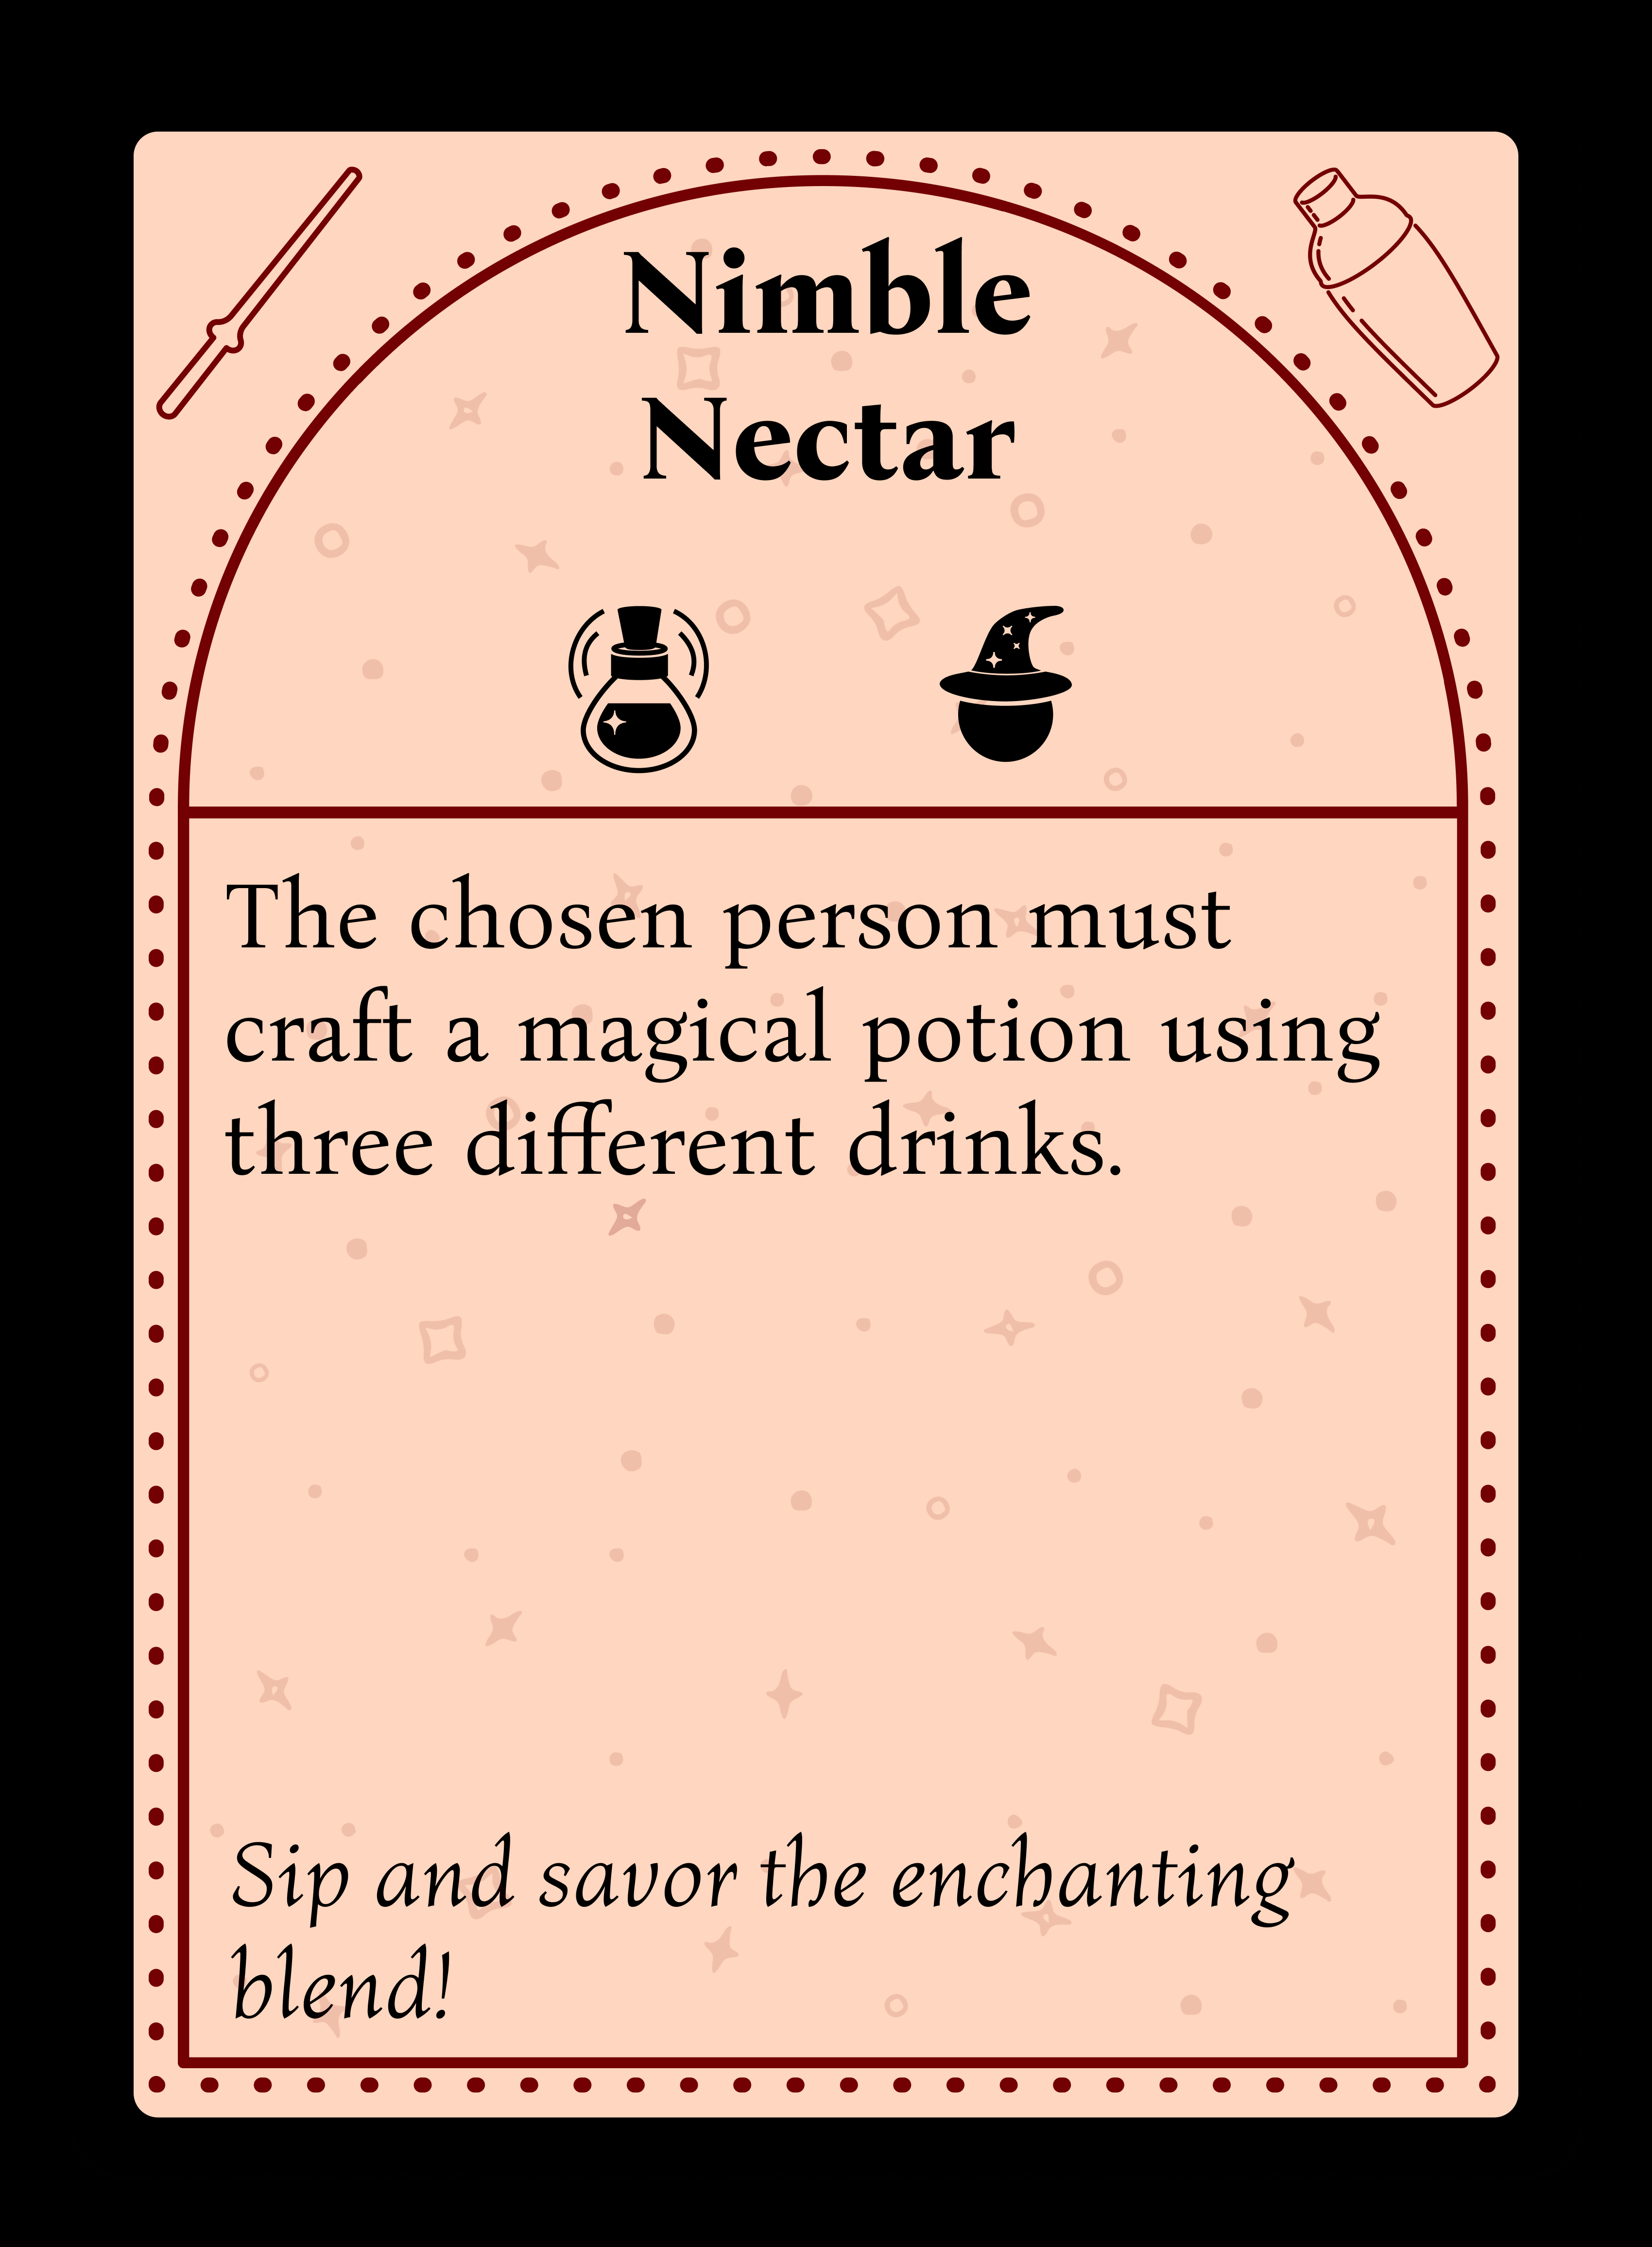 Nimble
Nectar
The chosen person must
craft a magical potion using
three different drinks.
Sip and savor the enchanting
blend!